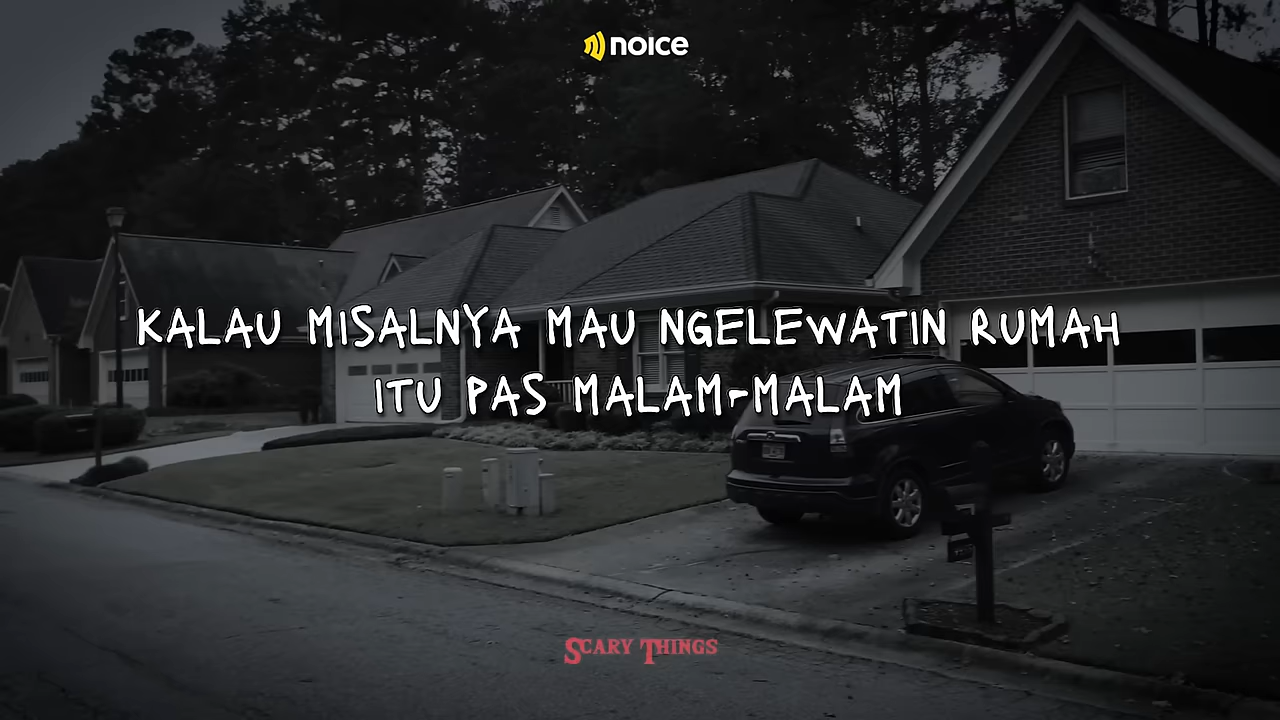 noice
KALAU MISALNYA MAU NGELEWATIN RUMAH
ITU PAS MALAM-MALAM
SCARY THINGS